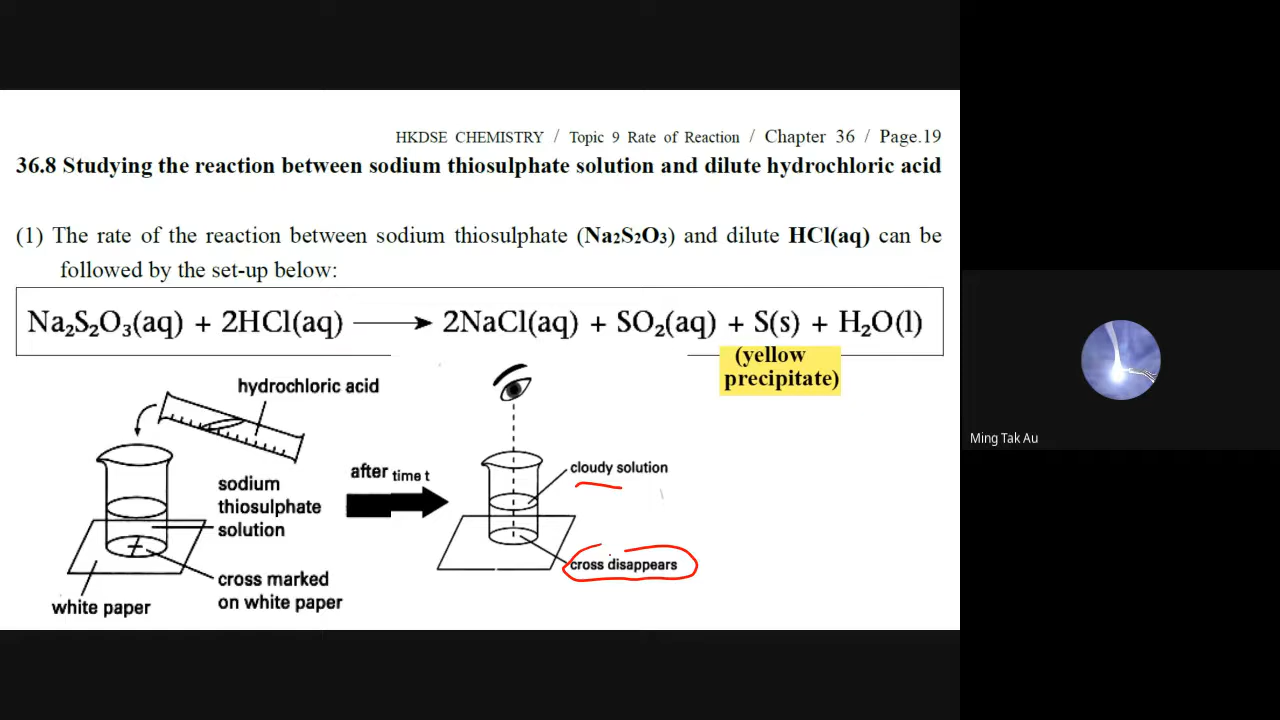 HKDSE CHEMISTRY / Topic 9 Rate of Reaction / Chapter 36 / Page.19
36.8 Studying the reaction between sodium thiosulphate solution and dilute hydrochloric acid
(1) The rate of the reaction between sodium thiosulphate (Na₂S₂O₃) and dilute HCl(aq) can be
followed by the set-up below:
Na₂S₂O₃(aq) + 2HCl(aq) ⟶ 2NaCl(aq) + SO₂(aq) + S(s) + H₂O(l)
(yellow
precipitate)
hydrochloric acid
sodium
thiosulphate
solution
cross marked
on white paper
white paper
after time t
cloudy solution
cross disappears
Ming Tak Au